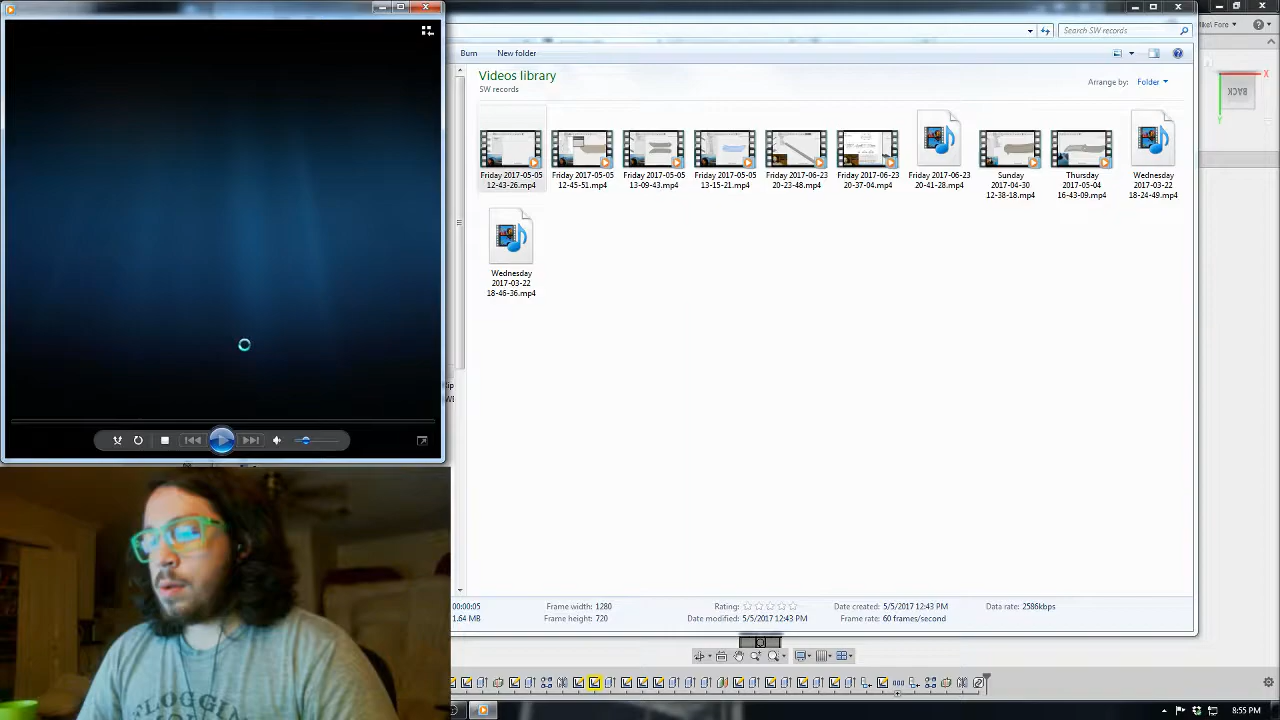 Search SW records
Burn
New folder
Videos library
SW records
Arrange by:
Folder
Friday 2017-05-05
12-43-26.mp4
Friday 2017-05-05
12-45-51.mp4
Friday 2017-05-05
13-09-43.mp4
Friday 2017-05-05
13-15-21.mp4
Friday 2017-06-23
20-23-48.mp4
Friday 2017-06-23
20-37-04.mp4
Friday 2017-06-23
20-41-28.mp4
Sunday
2017-04-30
12-38-18.mp4
Thursday
2017-05-04
16-43-09.mp4
Wednesday
2017-03-22
18-24-49.mp4
Wednesday
2017-03-22
18-46-36.mp4
X
BACK
Y
00:00:05
Frame width: 1280
Rating:
Date created: 5/5/2017 12:43 PM
Data rate: 2586kbps
1.64 MB
Frame height: 720
Date modified: 5/5/2017 12:43 PM
Frame rate: 60 frames/second
8:55 PM